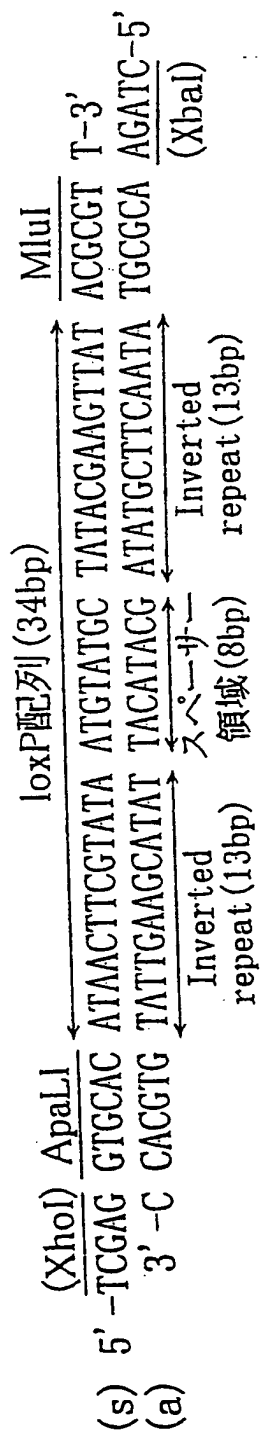 loxP配列(34bp)
(XhoI) ApaLI MluI
(s) 5' -TCGAG GTGCAC ATAACTTCGTATA ATGTATGC TATACGAAGTTAT ACGCGT T-3'
(a) 3' -C CACGTG TATTGAAGCATAT TACATACG ATATGCTTCAATA TGCGCA AGATC-5'
Inverted スペーサー Inverted (XbaI)
repeat(13bp) 領域(8bp) repeat(13bp)